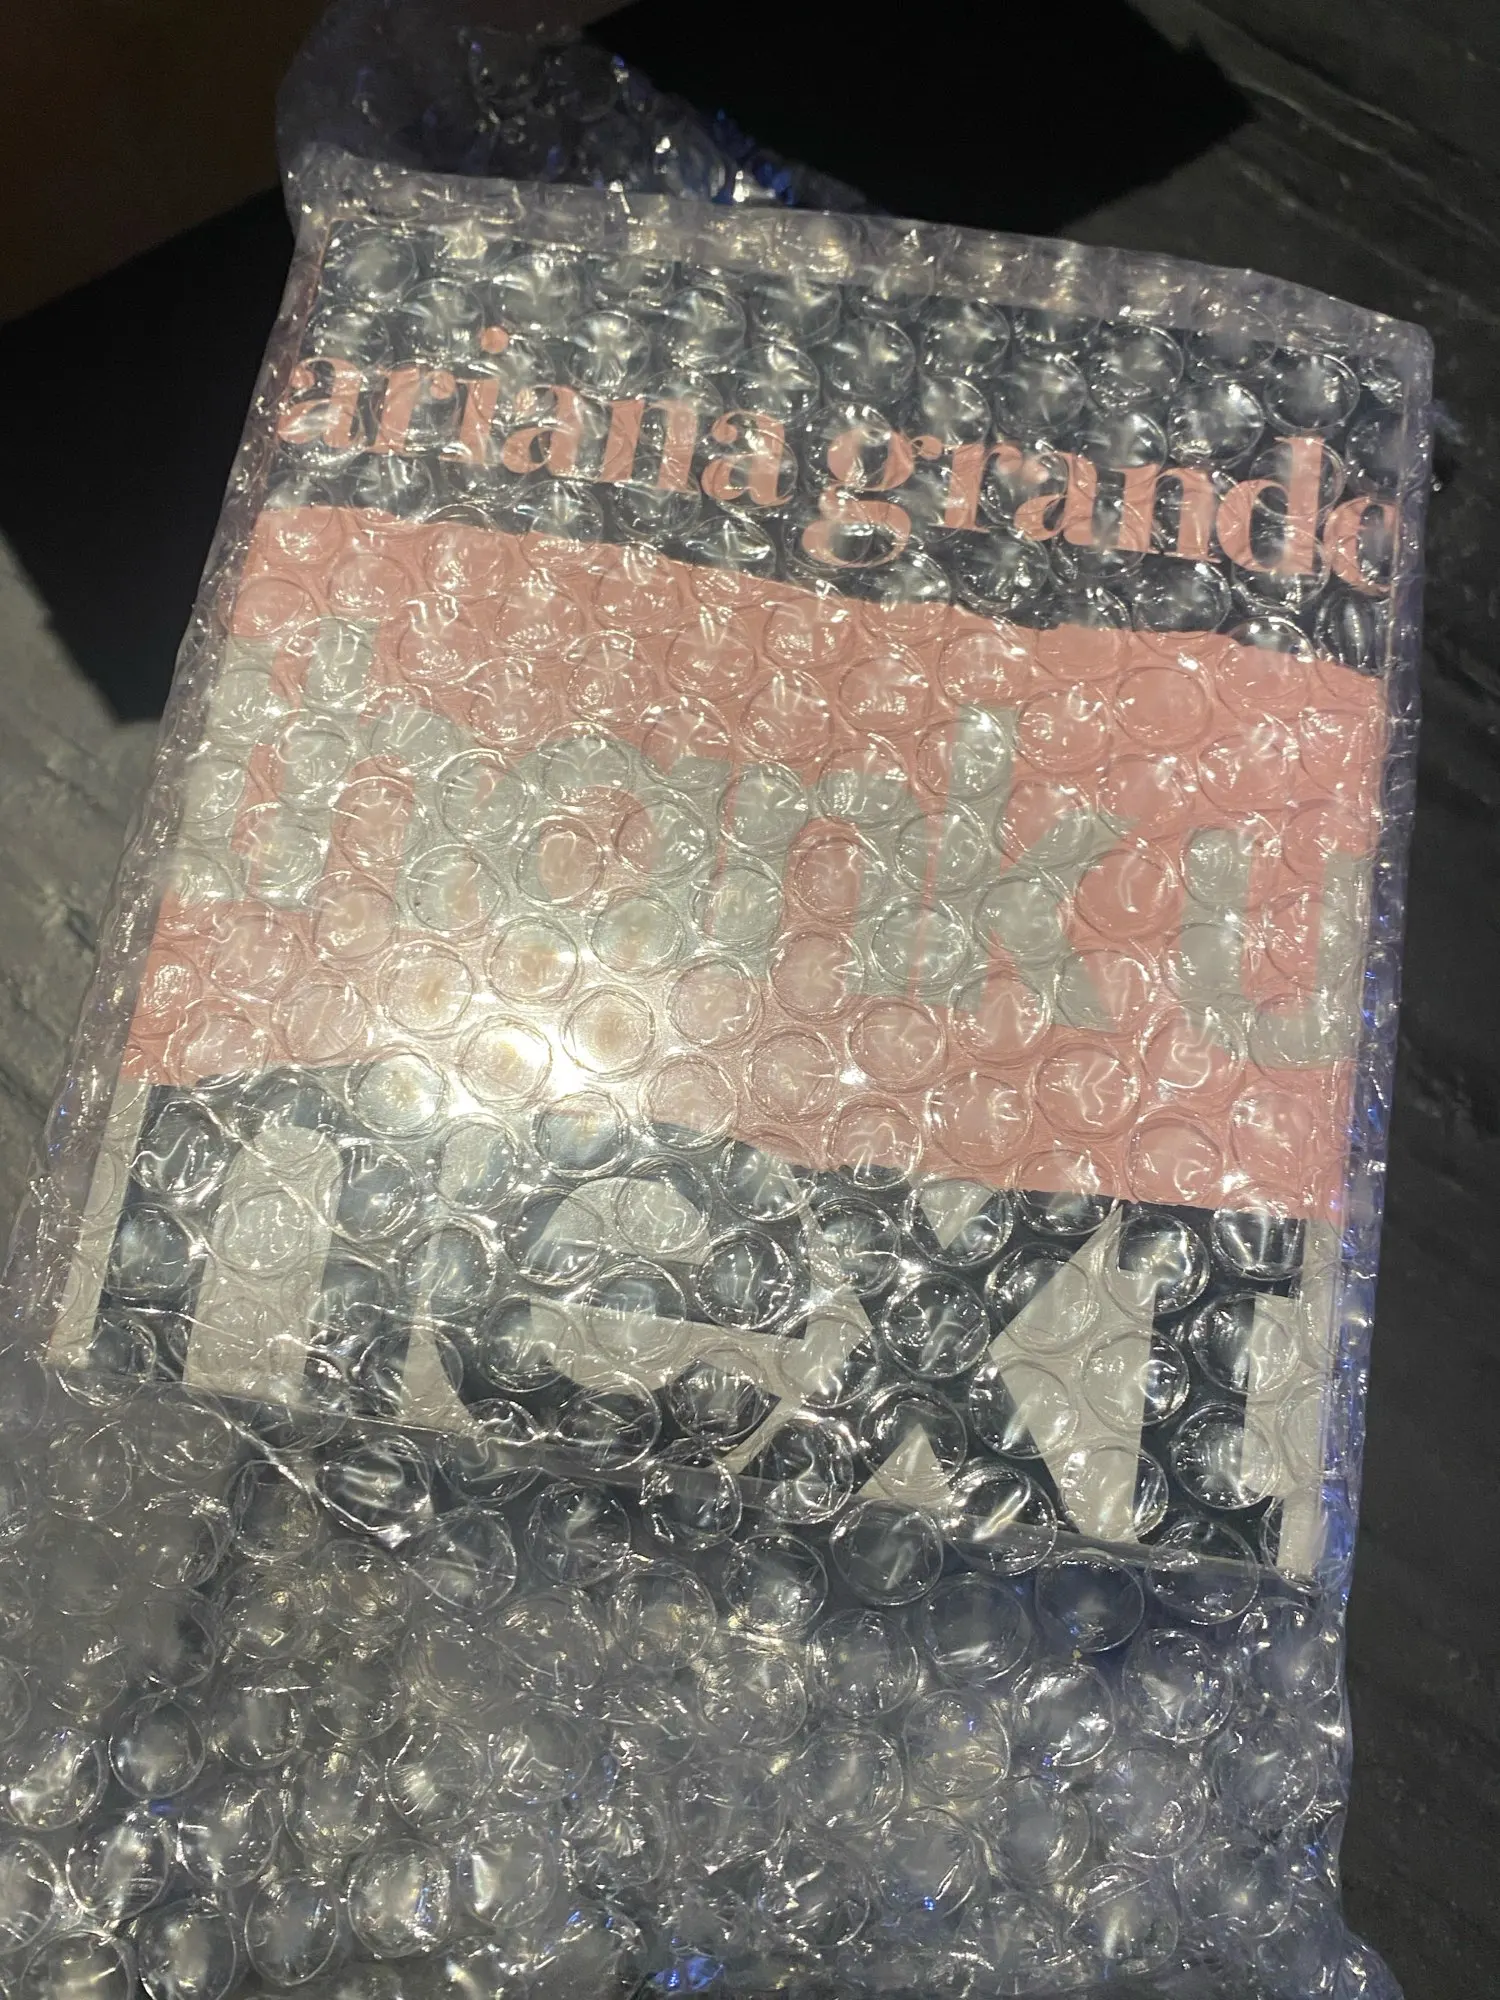 ariana grande
thank u
next